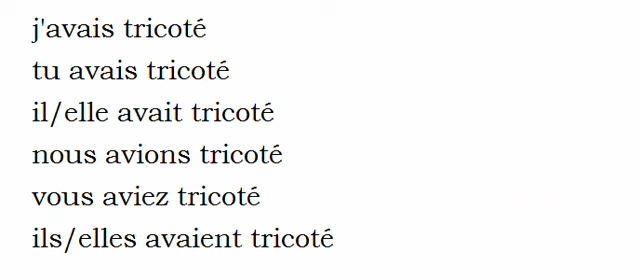 j'avais tricoté
tu avais tricoté
il/elle avait tricoté
nous avions tricoté
vous aviez tricoté
ils/elles avaient tricoté